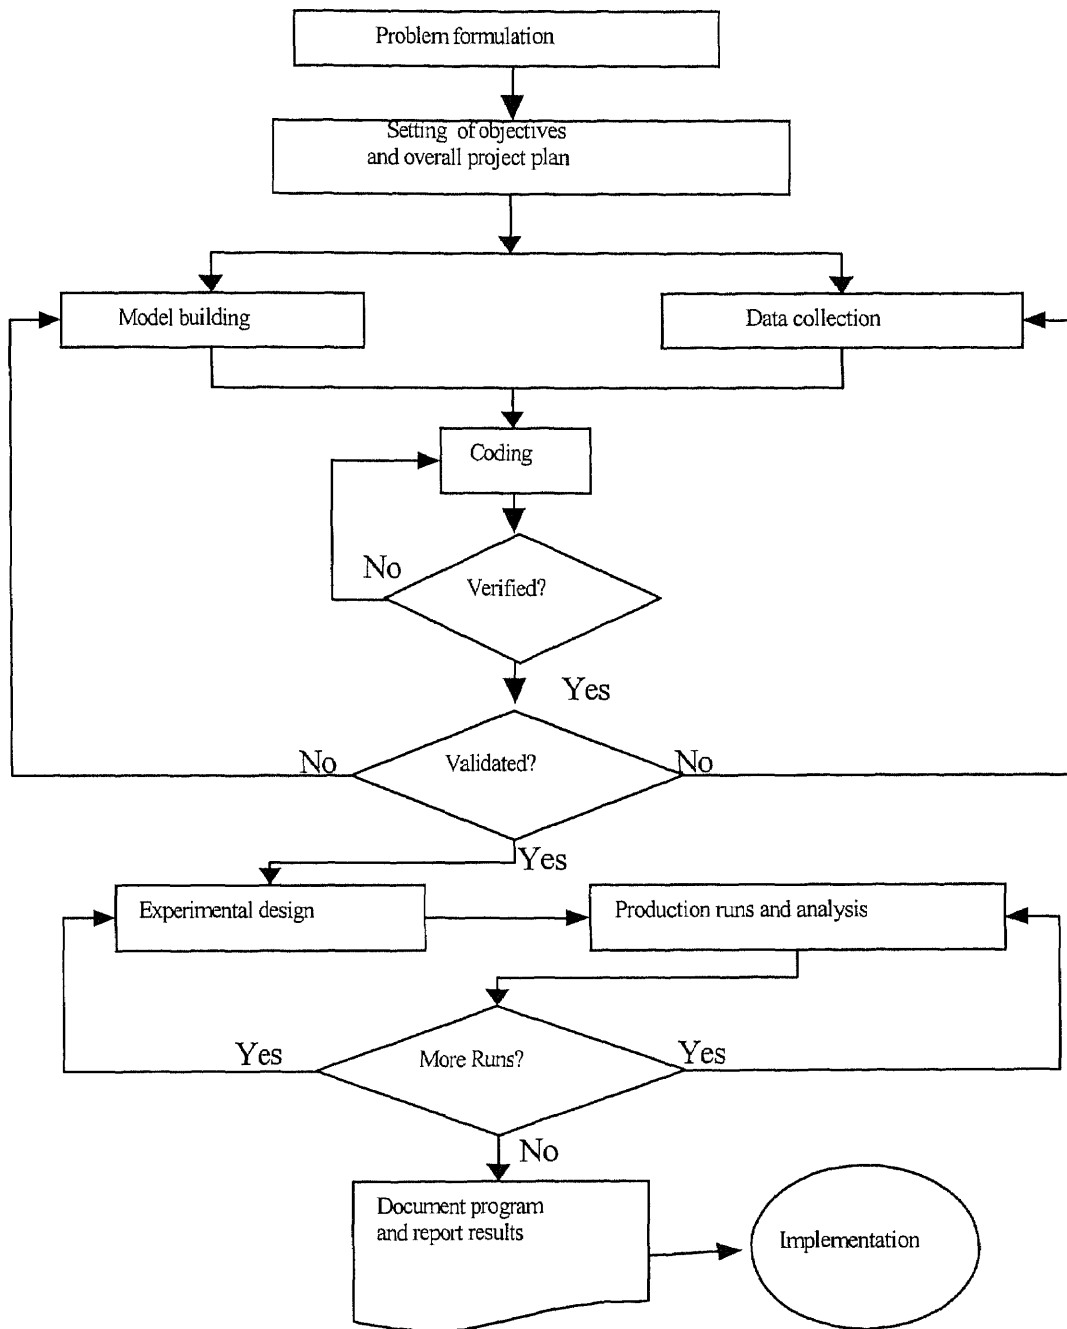 Problem formulation
Setting of objectives
and overall project plan
Model building
Data collection
Coding
No
Verified?
Yes
No
Validated?
No
Yes
Experimental design
Production runs and analysis
Yes
More Runs?
Yes
No
Document program
and report results
Implementation